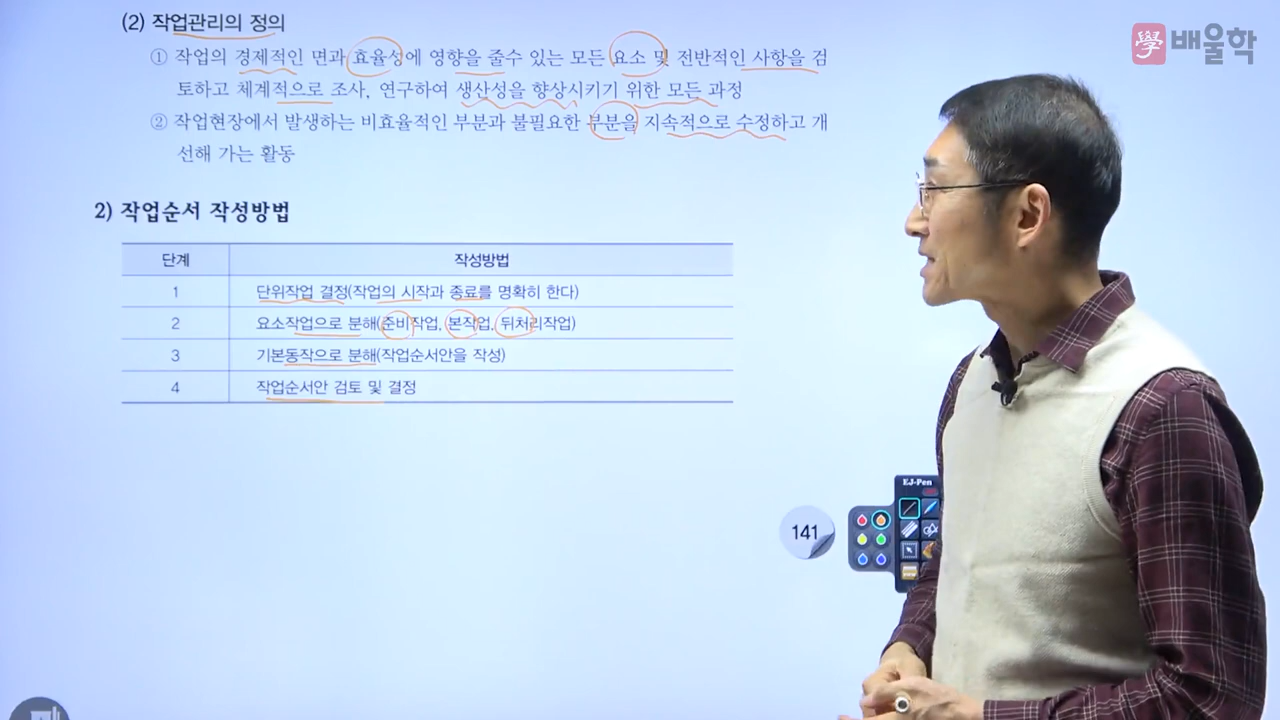 (2) 작업관리의 정의
學 배울학
① 작업의 경제적인 면과 효율성에 영향을 줄수 있는 모든 요소 및 전반적인 사항을 검
토하고 체계적으로 조사, 연구하여 생산성을 향상시키기 위한 모든 과정
② 작업현장에서 발생하는 비효율적인 부분과 불필요한 부분을 지속적으로 수정하고 개
선해 가는 활동
2) 작업순서 작성방법
단계 작성방법
1 단위작업 결정(작업의 시작과 종료를 명확히 한다)
2 요소작업으로 분해(준비작업, 본작업, 뒤처리작업)
3 기본동작으로 분해(작업순서안을 작성)
4 작업순서안 검토 및 결정
EJ-Pen
141